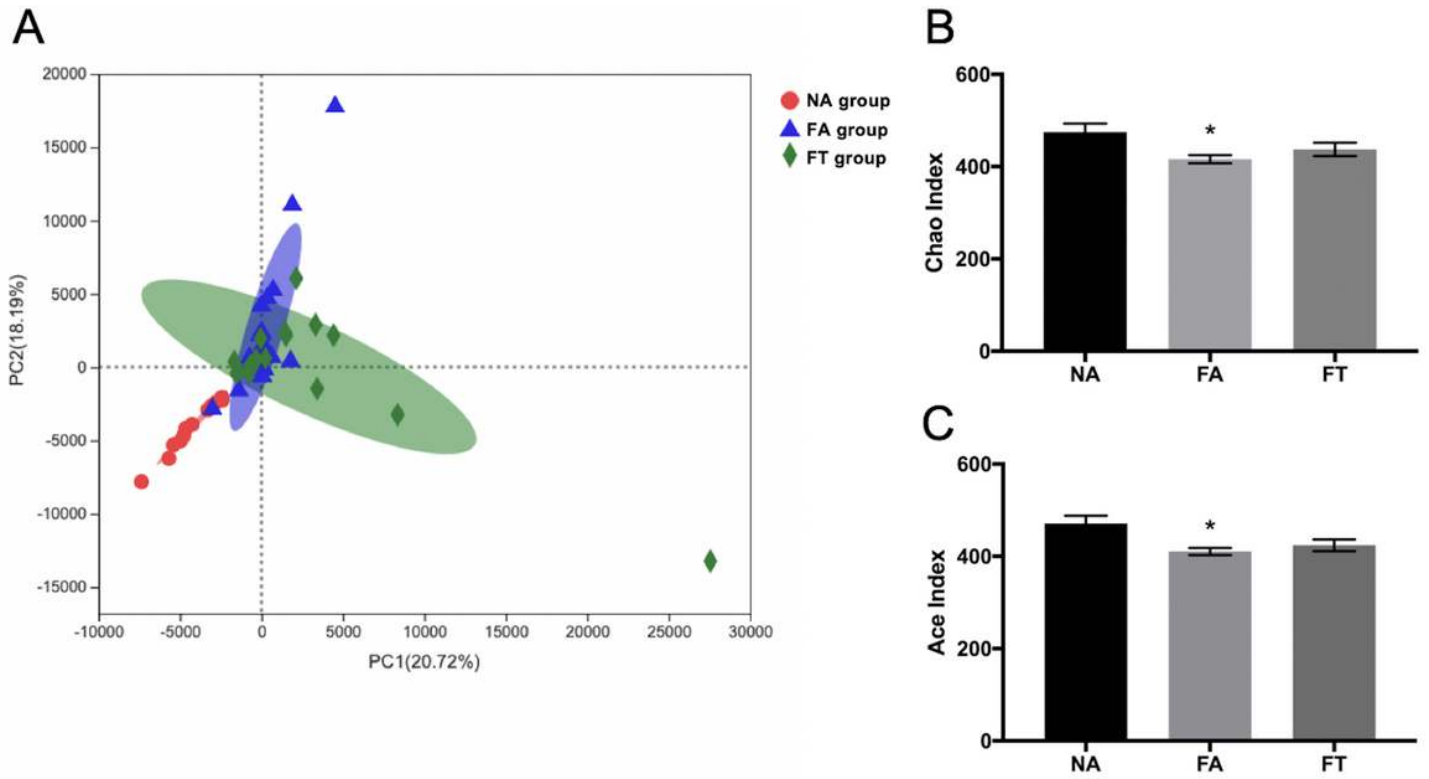 A
20000
15000
10000
5000
0
-5000
-10000
-15000
PC2(18.19%)
-10000 -5000 0 5000 10000 15000 20000 25000 30000
PC1(20.72%)
NA group
FA group
FT group
B
600
400
200
0
Chao Index
*
NA FA FT
C
600
400
200
0
Ace Index
*
NA FA FT